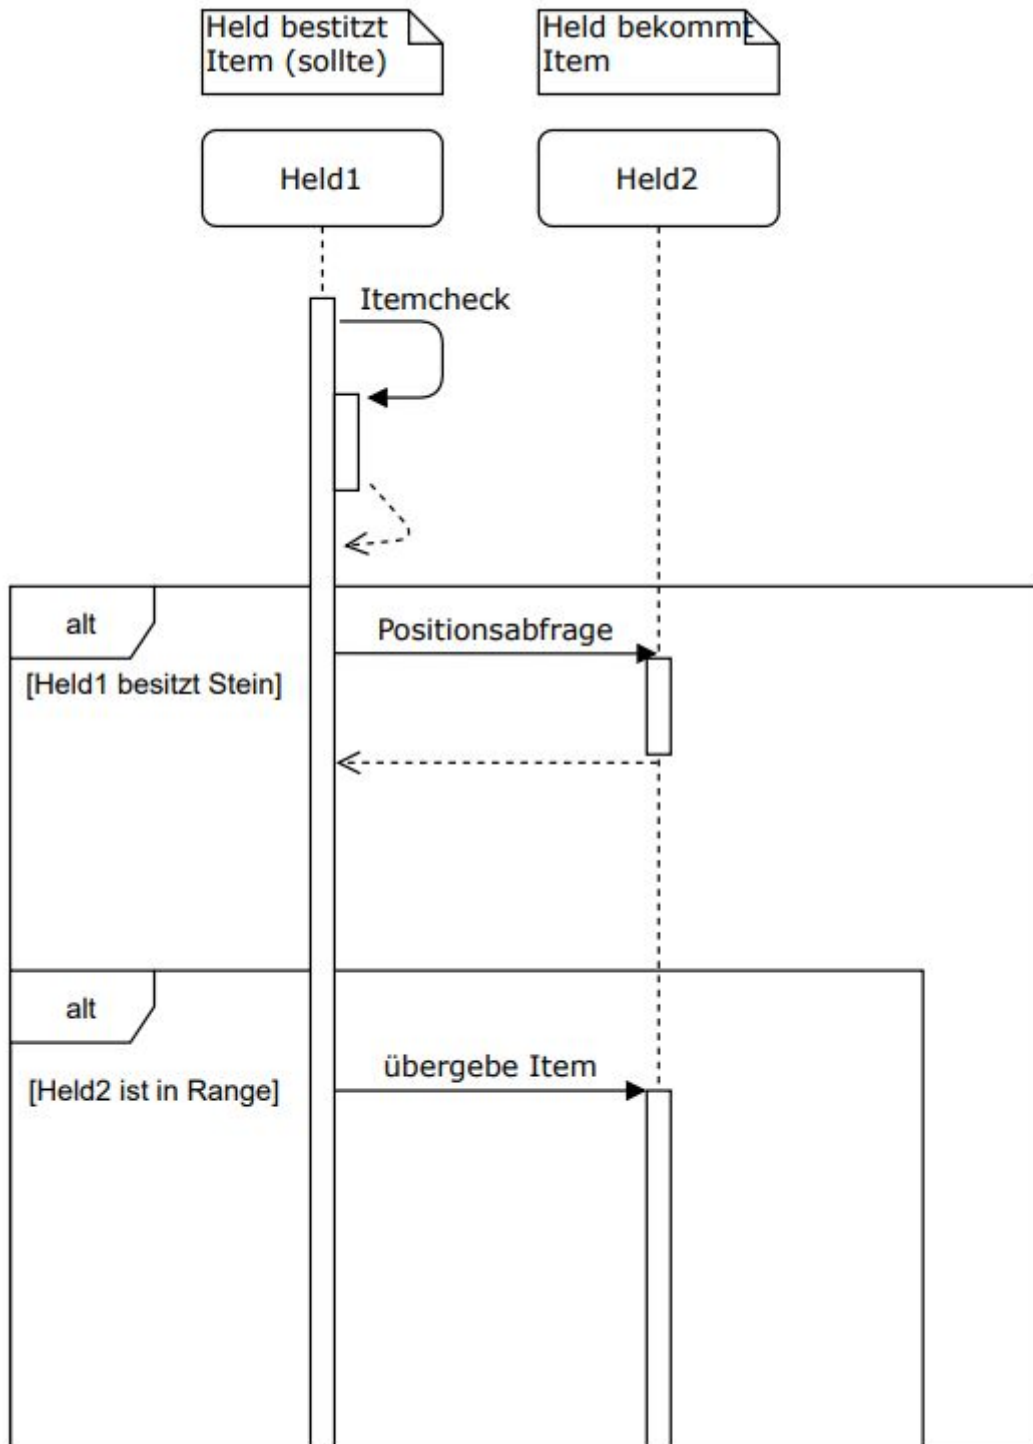 Held bestitzt
Item (sollte)
Held bekommt
Item
Held1
Held2
Itemcheck
alt
Positionsabfrage
[Held1 besitzt Stein]
alt
übergebe Item
[Held2 ist in Range]